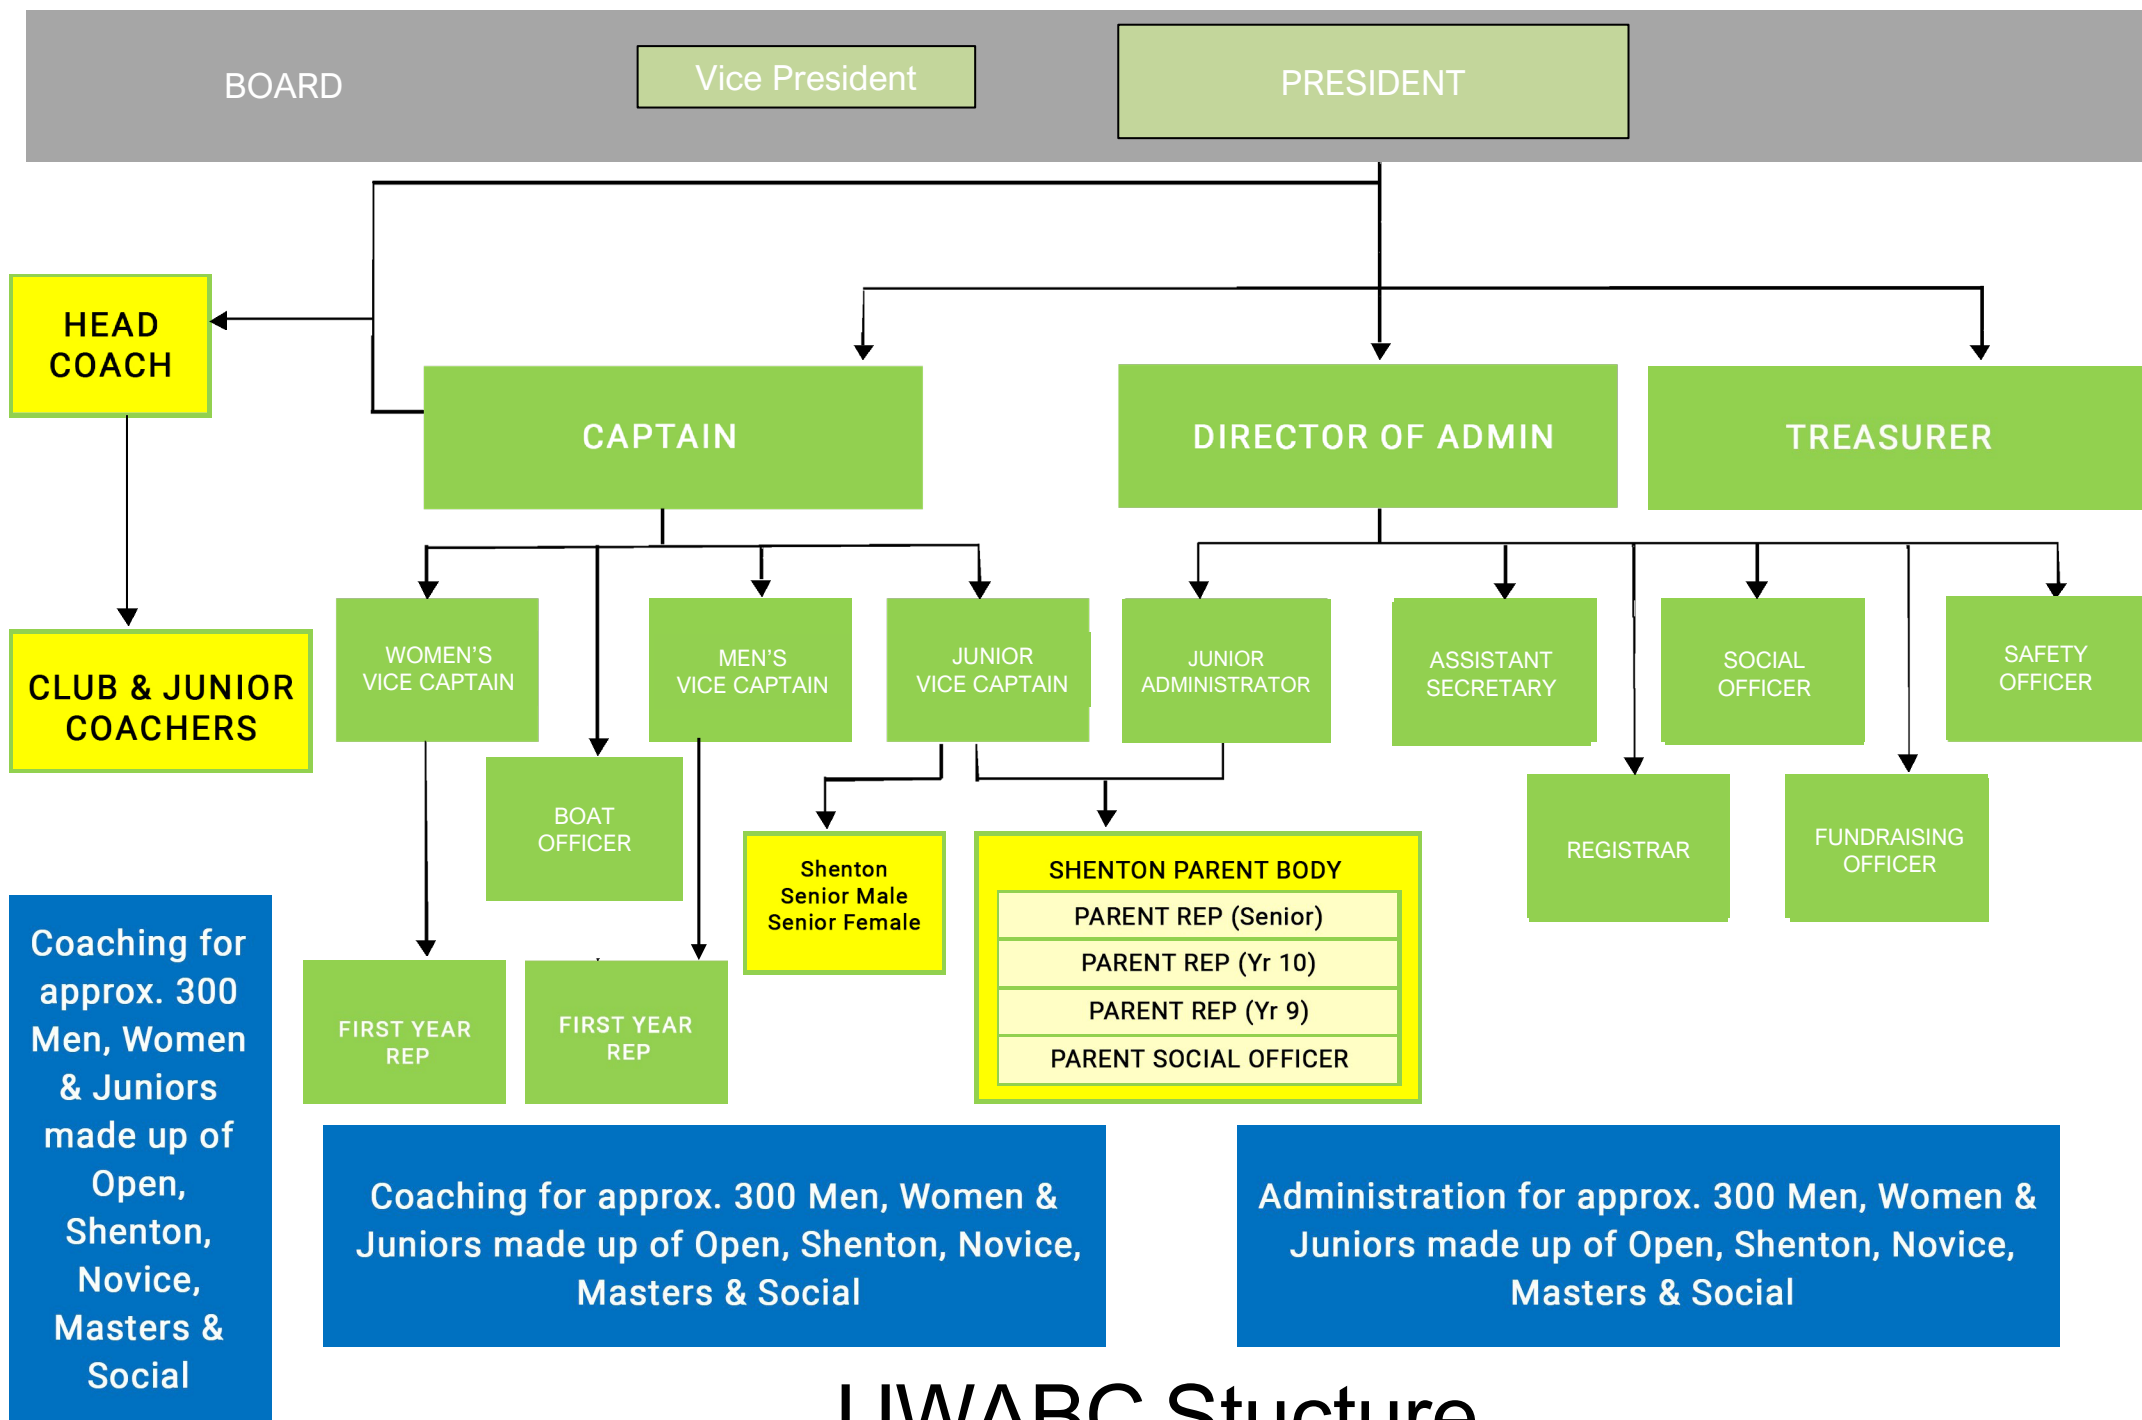 BOARD
Vice President
PRESIDENT
HEAD
COACH
CAPTAIN
DIRECTOR OF ADMIN
TREASURER
CLUB & JUNIOR
COACHERS
WOMEN'S
VICE CAPTAIN
MEN'S
VICE CAPTAIN
JUNIOR
VICE CAPTAIN
JUNIOR
ADMINISTRATOR
ASSISTANT
SECRETARY
SOCIAL
OFFICER
SAFETY
OFFICER
BOAT
OFFICER
REGISTRAR
FUNDRAISING
OFFICER
Shenton
Senior Male
Senior Female
SHENTON PARENT BODY
PARENT REP (Senior)
PARENT REP (Yr 10)
PARENT REP (Yr 9)
PARENT SOCIAL OFFICER
FIRST YEAR
REP
FIRST YEAR
REP
Coaching for
approx. 300
Men, Women
& Juniors
made up of
Open,
Shenton,
Novice,
Masters &
Social
Coaching for approx. 300 Men, Women &
Juniors made up of Open, Shenton, Novice,
Masters & Social
Administration for approx. 300 Men, Women &
Juniors made up of Open, Shenton, Novice,
Masters & Social
UWABC Stucture